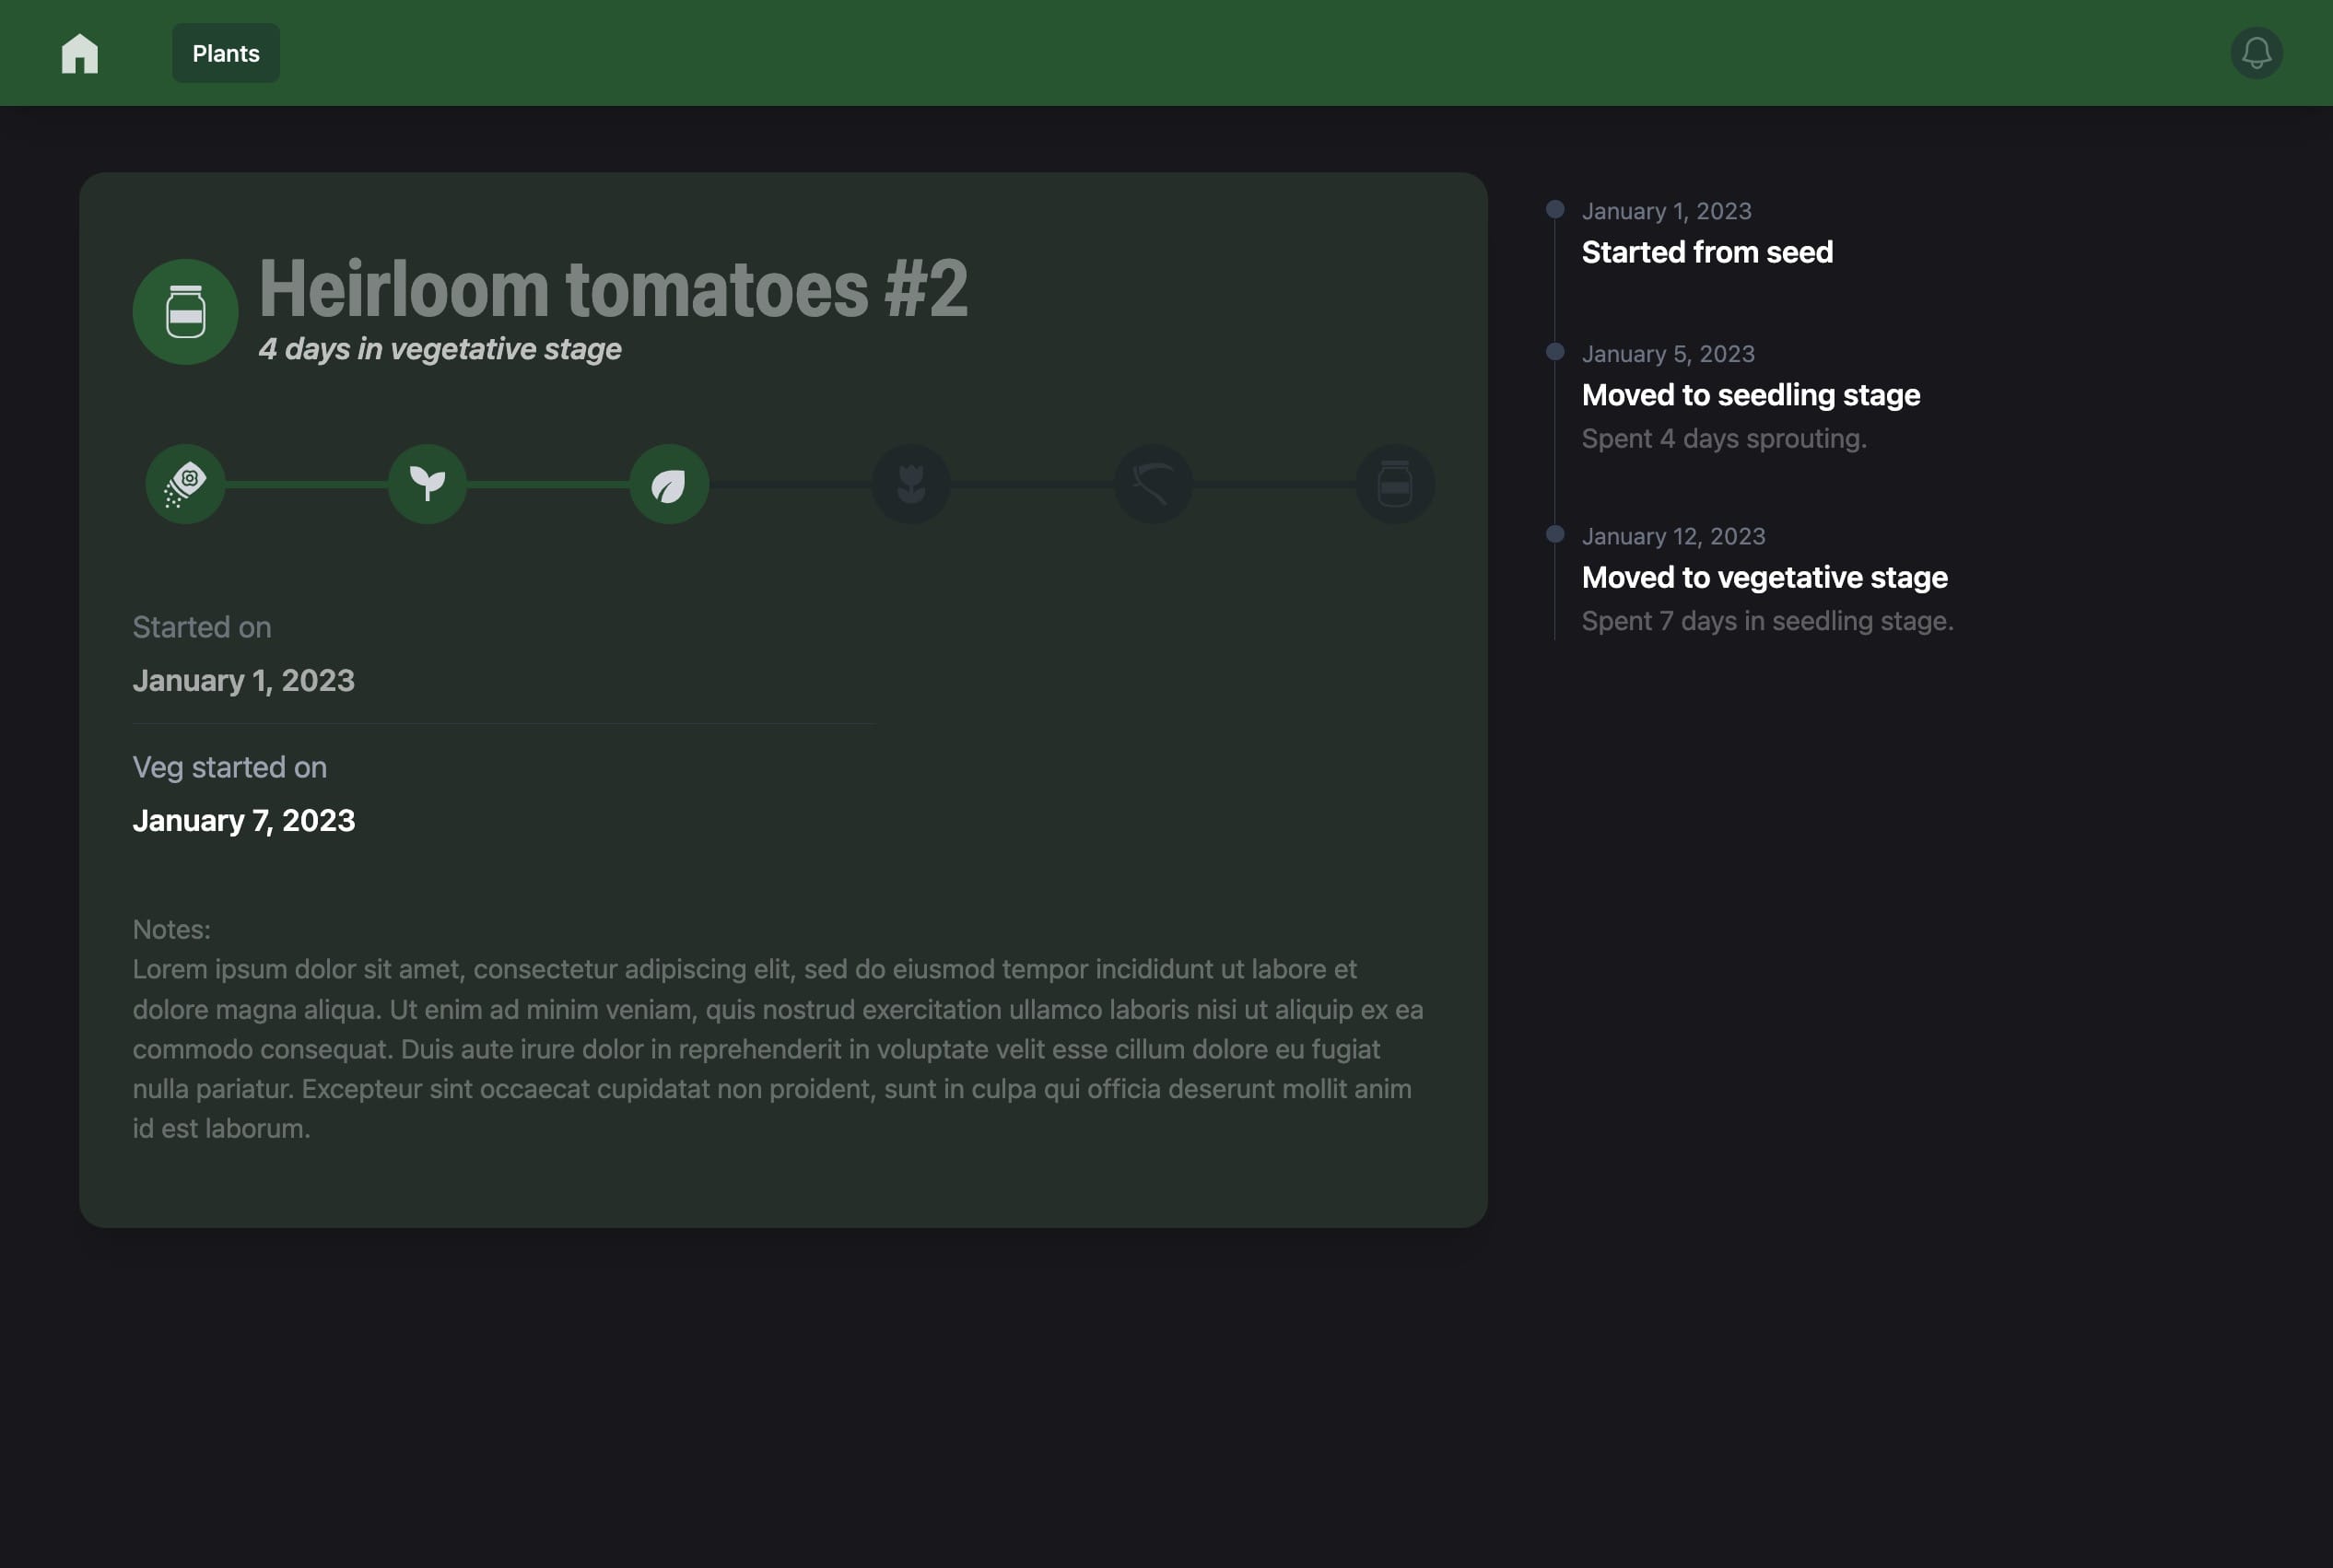 Plants
Heirloom tomatoes #2
4 days in vegetative stage
Started on
January 1, 2023
Veg started on
January 7, 2023
Notes:
Lorem ipsum dolor sit amet, consectetur adipiscing elit, sed do eiusmod tempor incididunt ut labore et
dolore magna aliqua. Ut enim ad minim veniam, quis nostrud exercitation ullamco laboris nisi ut aliquip ex ea
commodo consequat. Duis aute irure dolor in reprehenderit in voluptate velit esse cillum dolore eu fugiat
nulla pariatur. Excepteur sint occaecat cupidatat non proident, sunt in culpa qui officia deserunt mollit anim
id est laborum.
January 1, 2023
Started from seed
January 5, 2023
Moved to seedling stage
Spent 4 days sprouting.
January 12, 2023
Moved to vegetative stage
Spent 7 days in seedling stage.